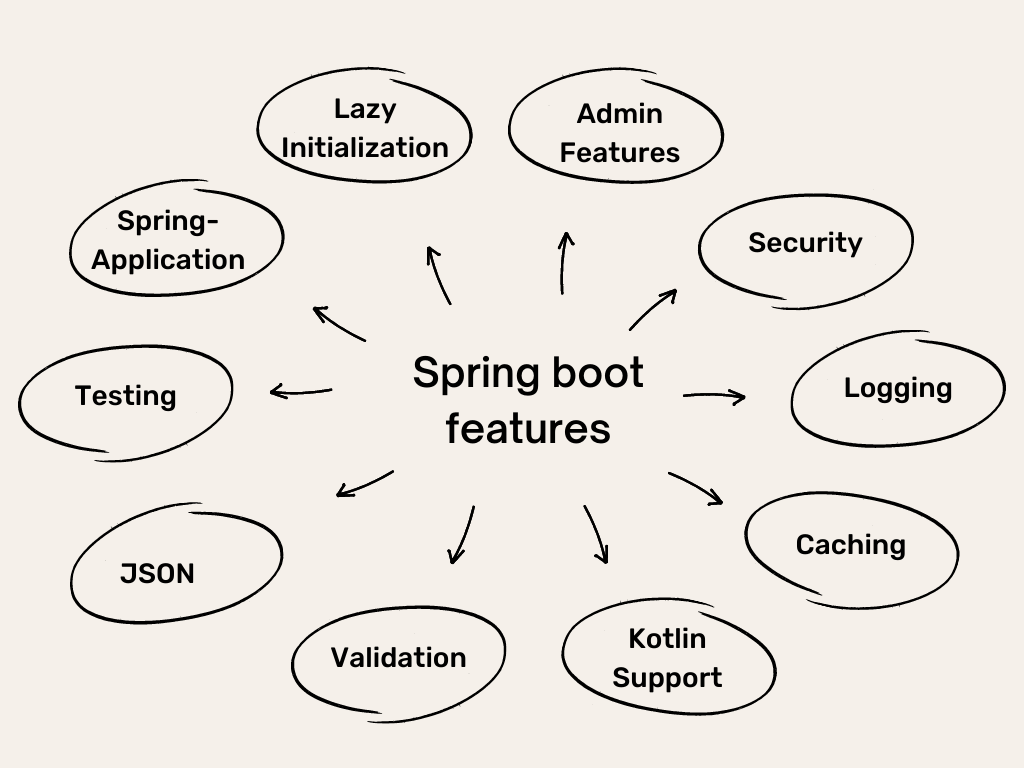 Lazy
Initialization
Admin
Features
Spring-
Application
Security
Spring boot
features
Testing
Logging
JSON
Caching
Validation
Kotlin
Support